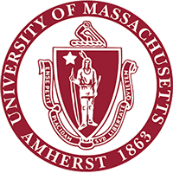 UNIVERSITY OF MASSACHUSETTS
AMHERST 1863